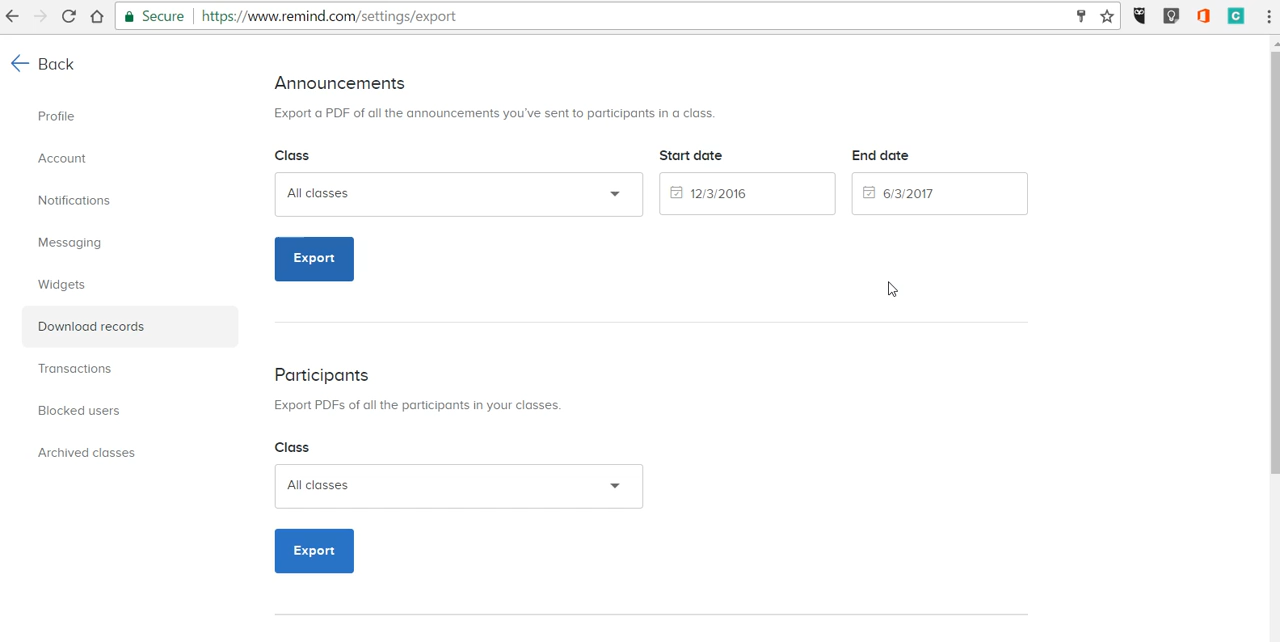 Secure https://www.remind.com/settings/export
Back
Profile
Account
Notifications
Messaging
Widgets
Download records
Transactions
Blocked users
Archived classes
Announcements
Export a PDF of all the announcements you've sent to participants in a class.
Class Start date End date
All classes 12/3/2016 6/3/2017
Export
Participants
Export PDFs of all the participants in your classes.
Class
All classes
Export